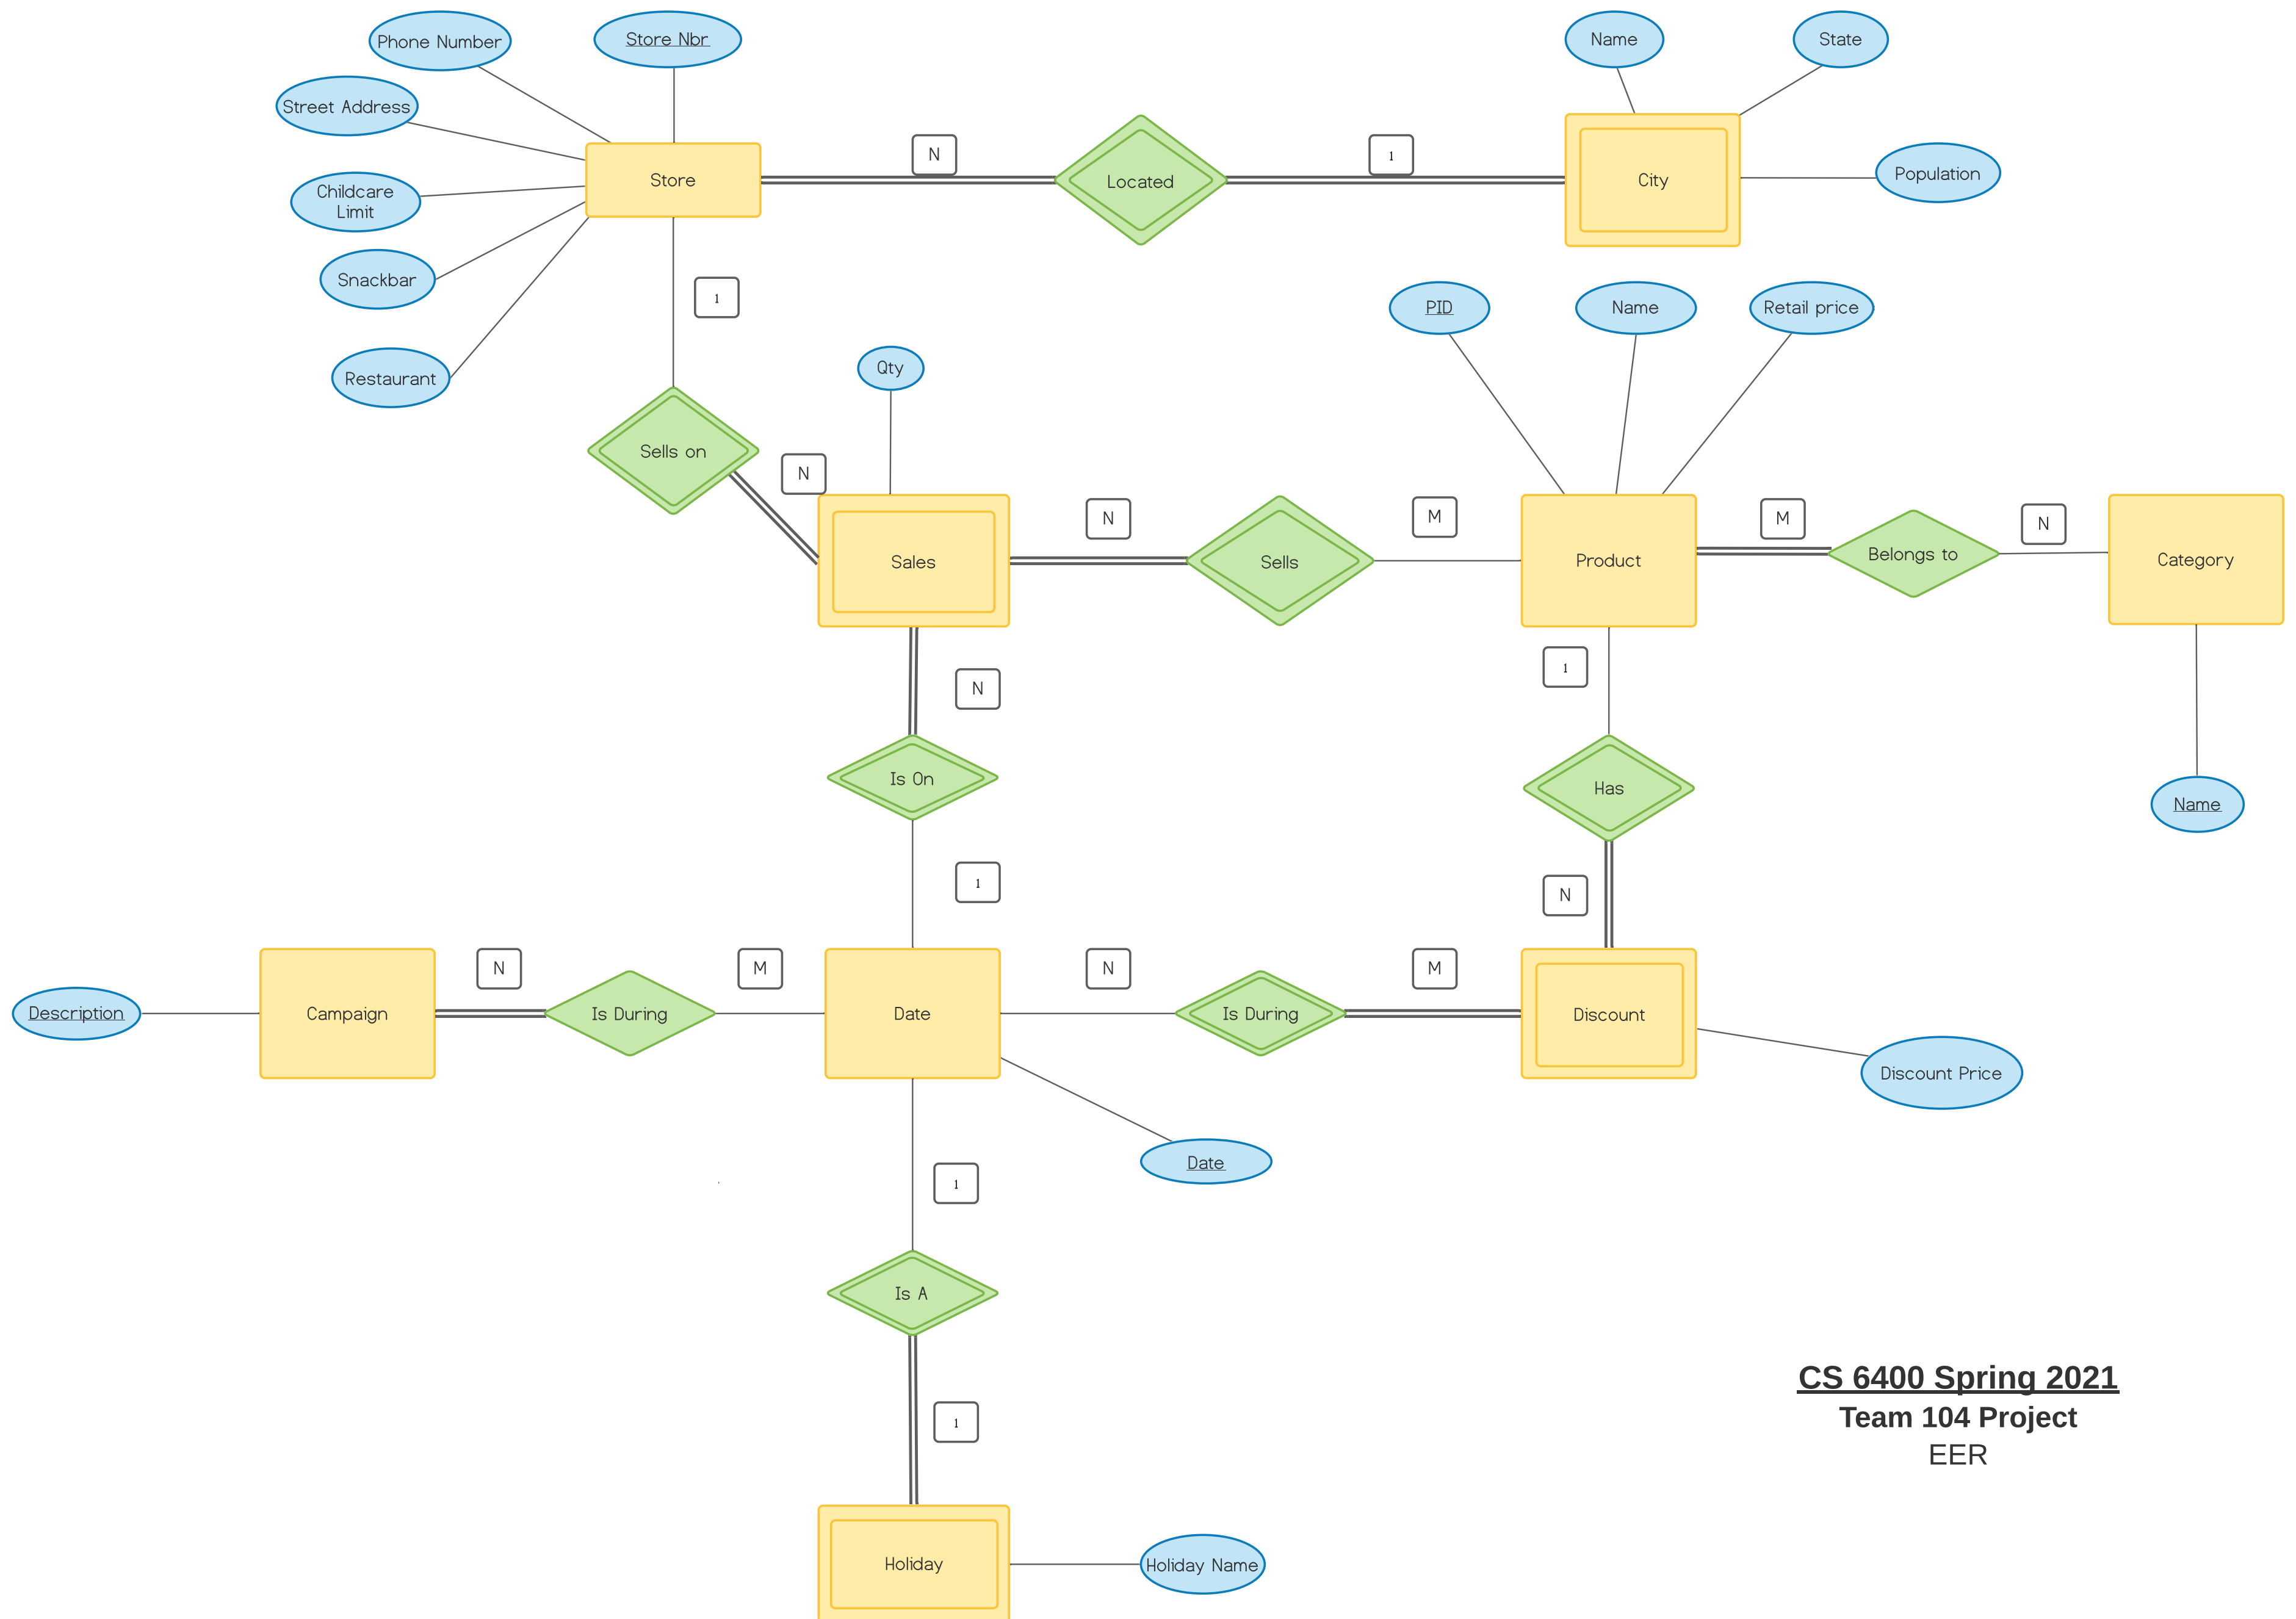 Phone Number
Store Nbr
Name
State
Street Address
N
1
Store
Located
City
Population
Childcare
Limit
Snackbar
1
PID
Name
Retail price
Qty
Restaurant
Sells on
N
N
M
M
N
Sales
Sells
Product
Belongs to
Category
1
N
Is On
Has
Name
1
N
N
M
N
M
Description
Campaign
Is During
Date
Is During
Discount
Discount Price
Date
1
Is A
CS 6400 Spring 2021
Team 104 Project
1
EER
Holiday
Holiday Name